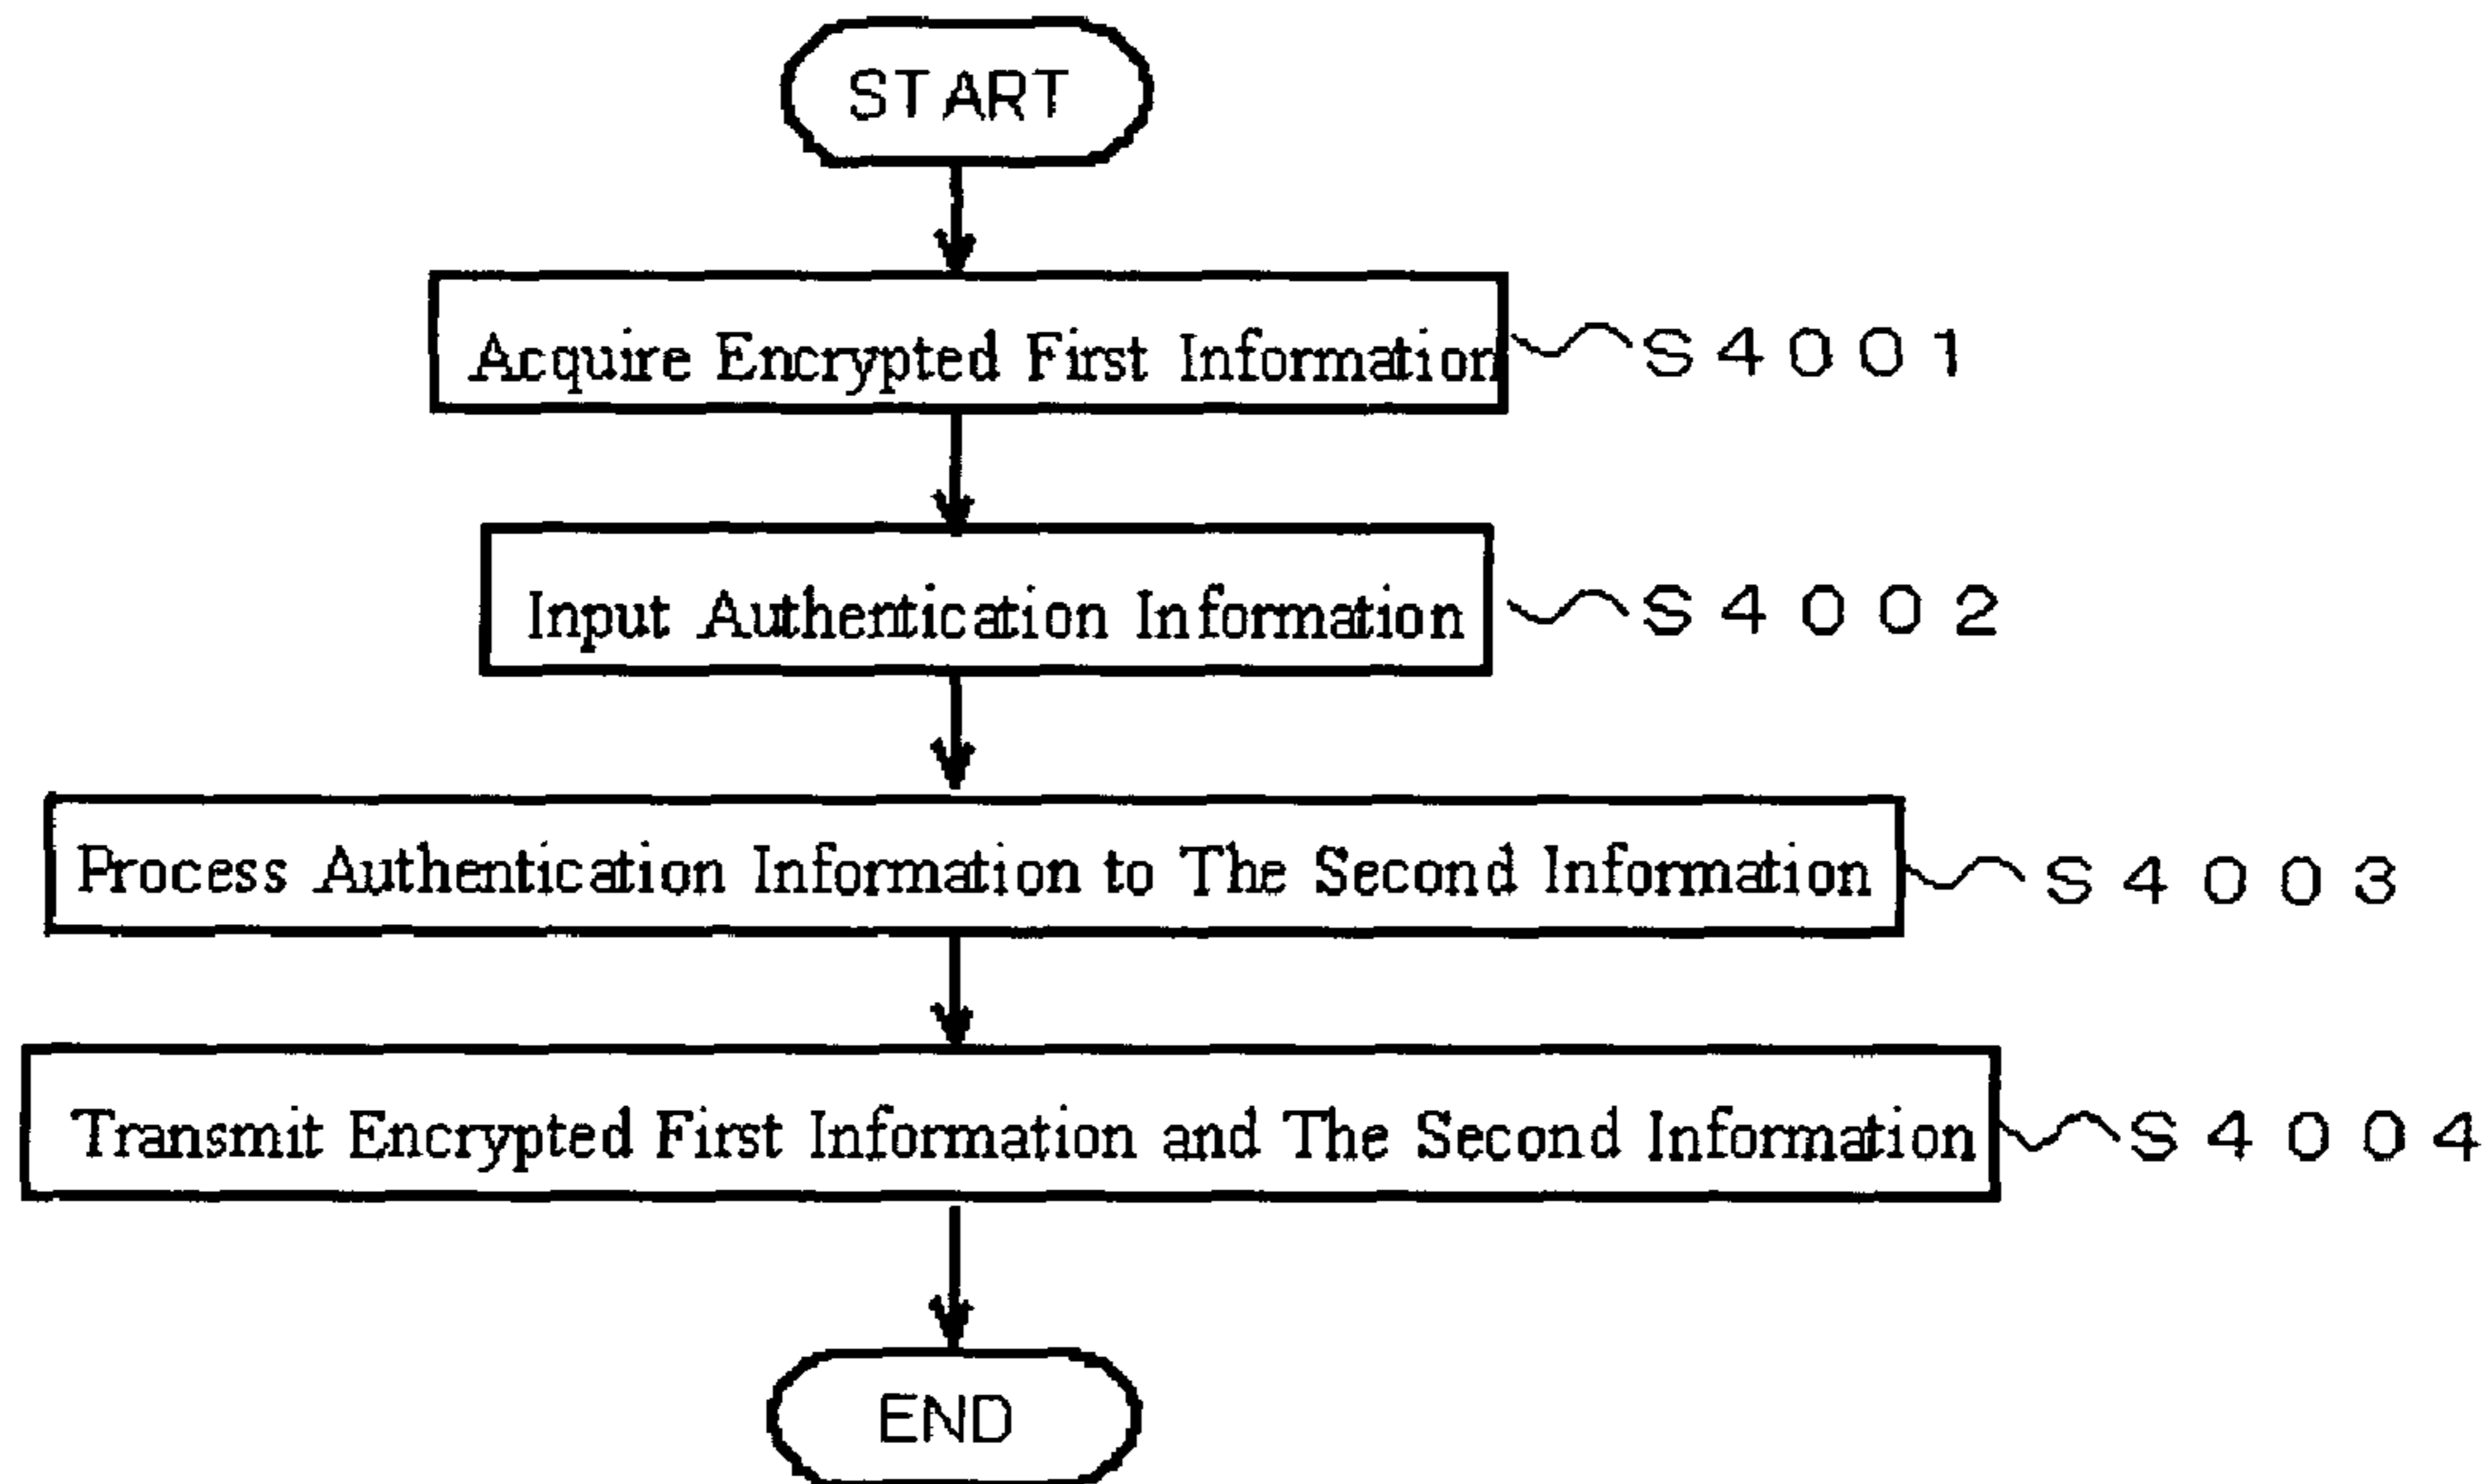 START
Acquire Encrypted First Information S4001
Input Authentication Information S4002
Process Authentication Information to The Second Information S4003
Transmit Encrypted First Information and The Second Information S4004
END